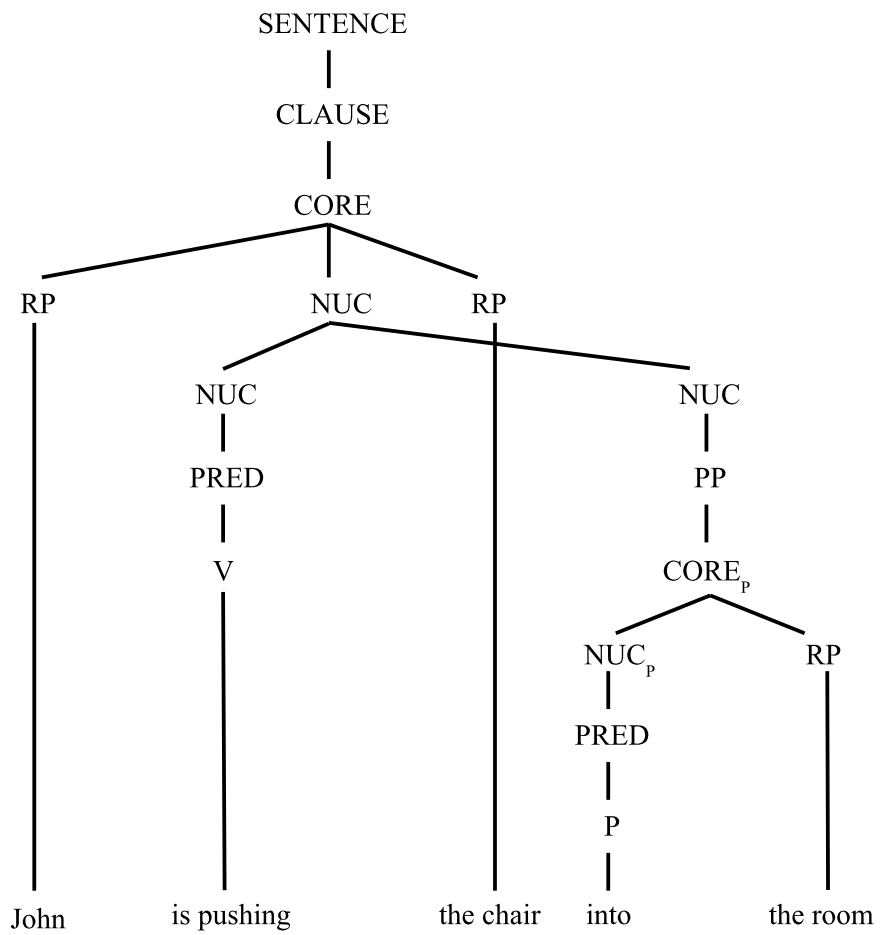 SENTENCE
CLAUSE
CORE
RP NUC RP
NUC NUC
PRED PP
V CORE_P
NUC_P RP
PRED
P
John is pushing the chair into the room